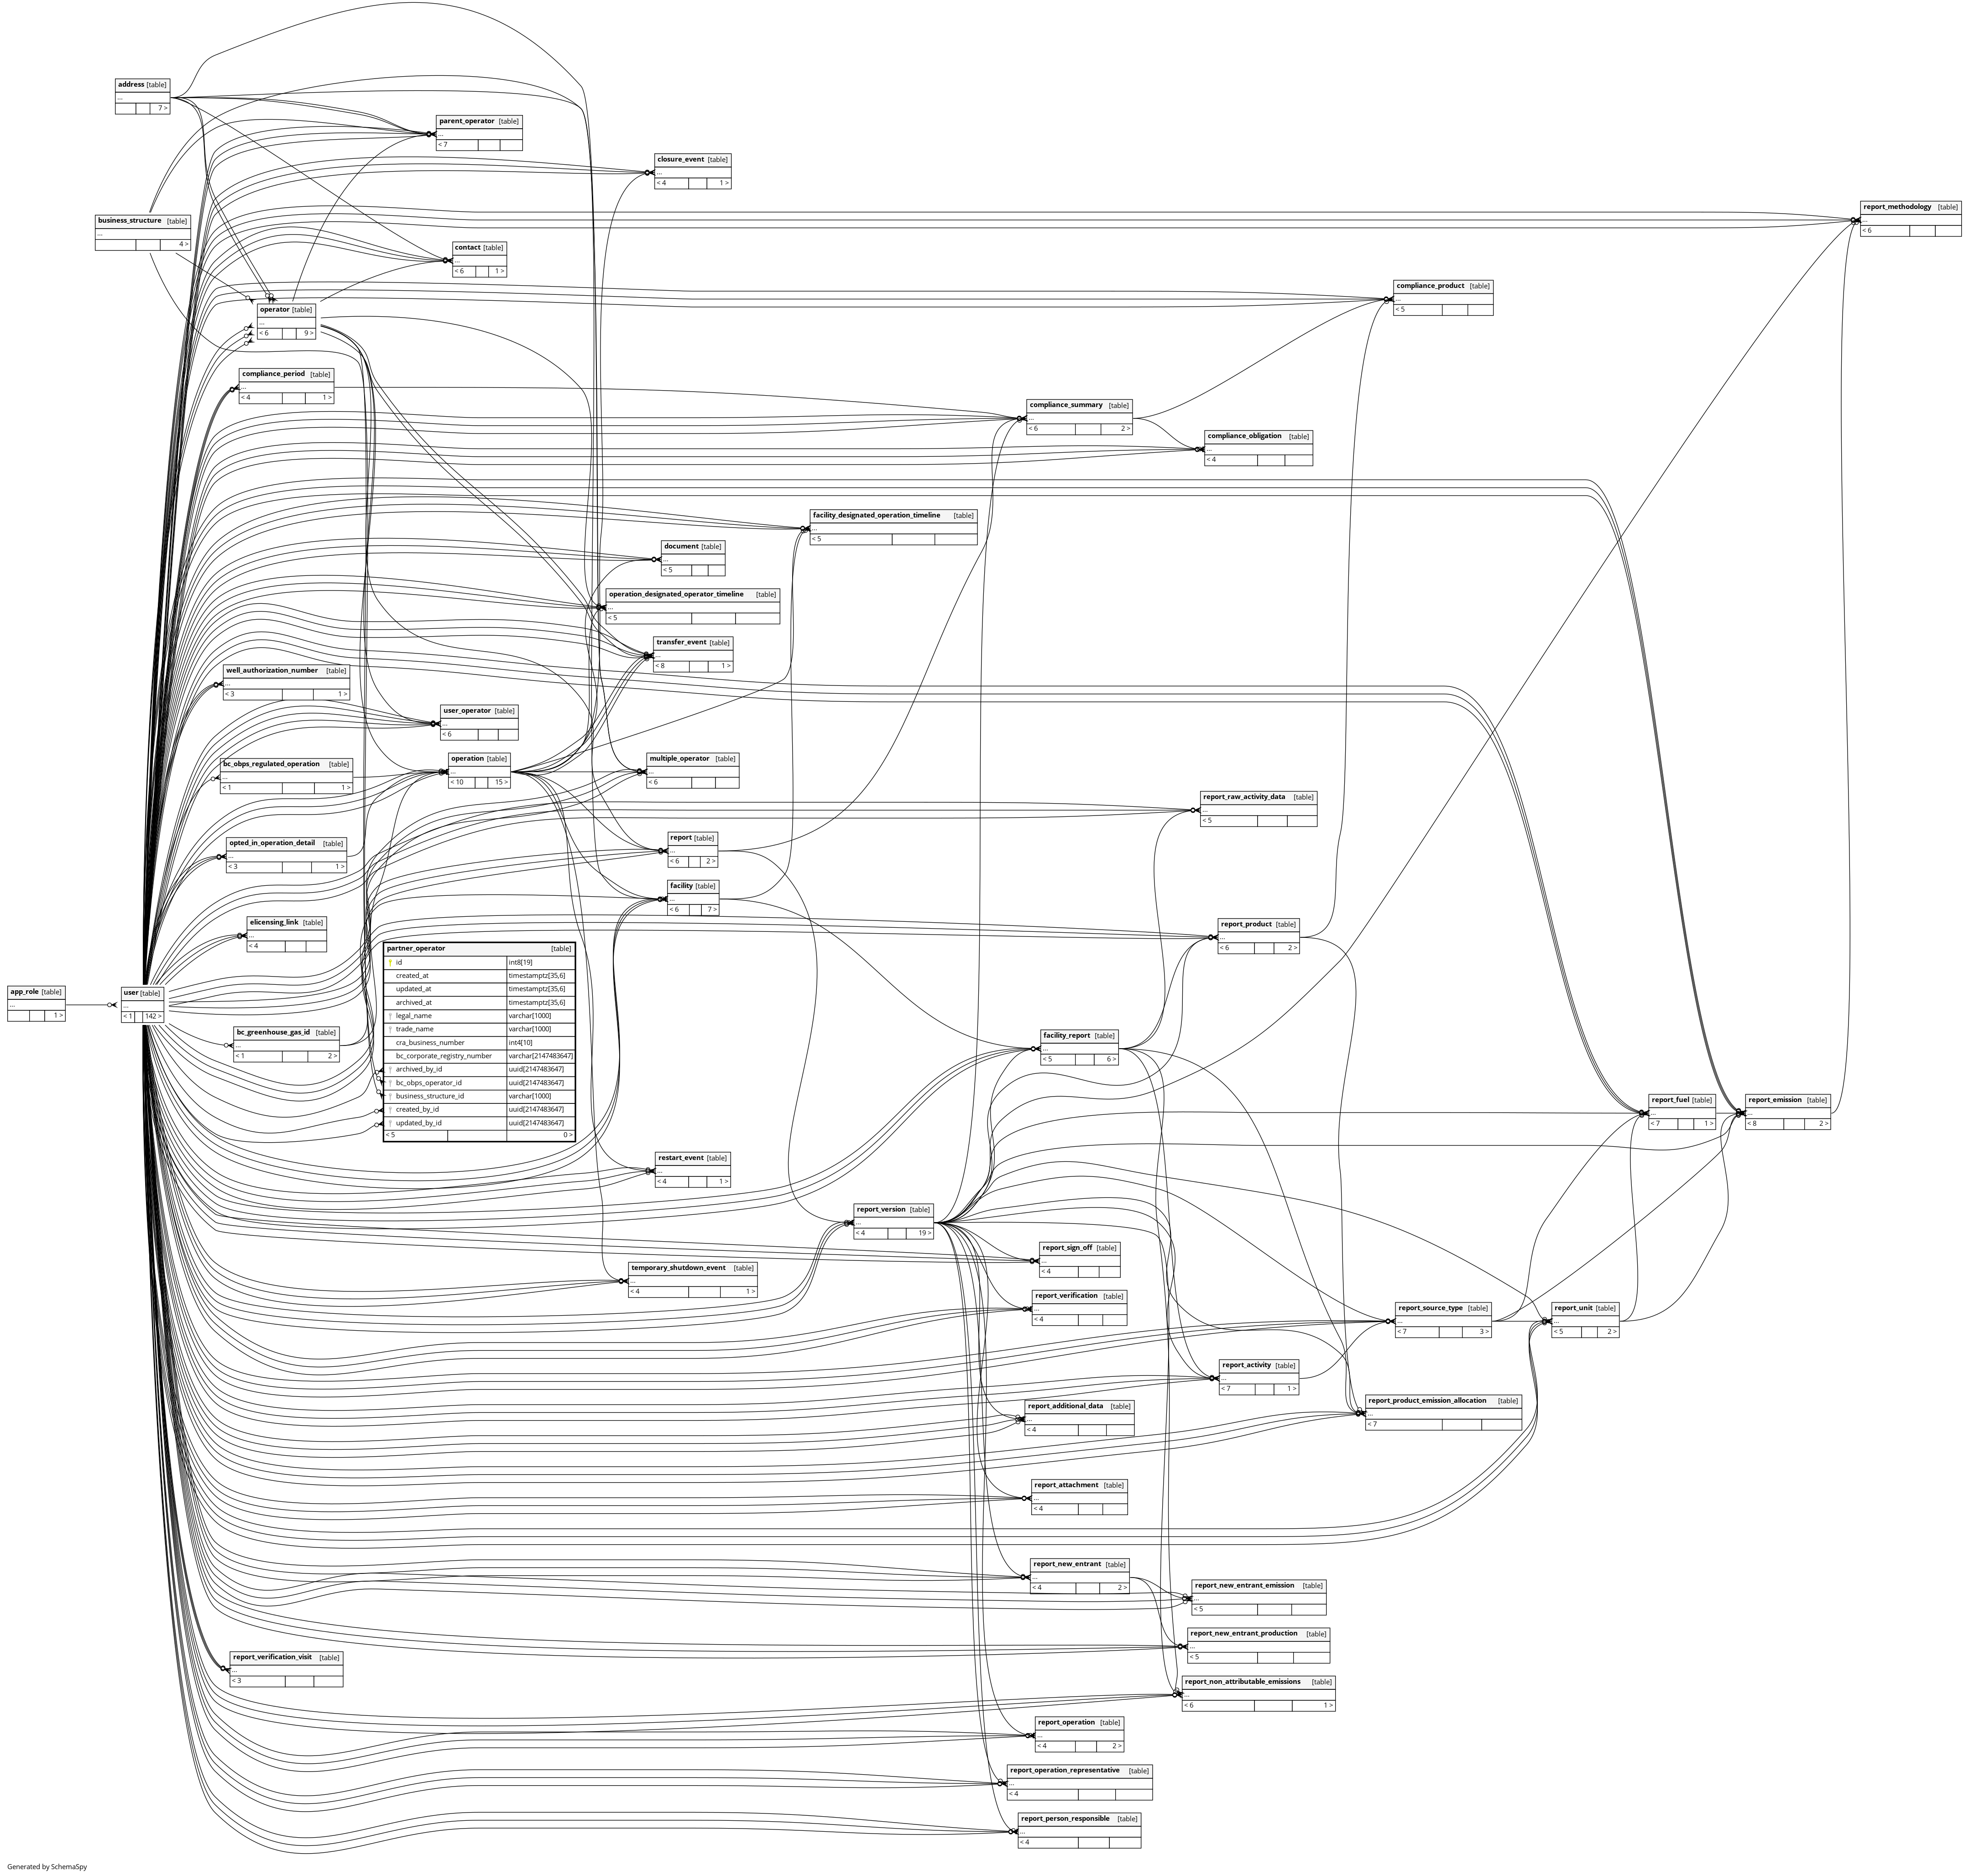 address [table]
...
7 >
parent_operator [table]
...
< 7
closure_event [table]
...
< 4 1 >
report_methodology [table]
...
< 6
business_structure [table]
...
4 >
contact [table]
...
< 6 1 >
compliance_product [table]
...
< 5
operator [table]
...
< 6 9 >
compliance_period [table]
...
< 4 1 >
compliance_summary [table]
...
< 6 2 >
compliance_obligation [table]
...
< 4
facility_designated_operation_timeline [table]
...
< 5
document [table]
...
< 5
operation_designated_operator_timeline [table]
...
< 5
transfer_event [table]
...
< 8 1 >
well_authorization_number [table]
...
< 3 1 >
user_operator [table]
...
< 6
operation [table]
...
< 10 15 >
multiple_operator [table]
...
< 6
bc_obps_regulated_operation [table]
...
< 1 1 >
report_raw_activity_data [table]
...
< 5
report [table]
...
< 6 2 >
opted_in_operation_detail [table]
...
< 3 1 >
facility [table]
...
< 6 7 >
elicensing_link [table]
...
< 4
report_product [table]
...
< 6 2 >
partner_operator [table]
id int8[19]
created_at timestamptz[35,6]
updated_at timestamptz[35,6]
archived_at timestamptz[35,6]
legal_name varchar[1000]
trade_name varchar[1000]
cra_business_number int4[10]
bc_corporate_registry_number varchar[2147483647]
archived_by_id uuid[2147483647]
bc_obps_operator_id uuid[2147483647]
business_structure_id varchar[1000]
created_by_id uuid[2147483647]
updated_by_id uuid[2147483647]
< 5 0 >
app_role [table]
...
1 >
user [table]
...
< 1 142 >
bc_greenhouse_gas_id [table]
...
< 1 2 >
facility_report [table]
...
< 5 6 >
report_fuel [table]
...
< 7 1 >
report_emission [table]
...
< 8 2 >
restart_event [table]
...
< 4 1 >
report_version [table]
...
< 4 19 >
report_sign_off [table]
...
< 4
temporary_shutdown_event [table]
...
< 4 1 >
report_verification [table]
...
< 4
report_source_type [table]
...
< 7 3 >
report_unit [table]
...
< 5 2 >
report_activity [table]
...
< 7 1 >
report_product_emission_allocation [table]
...
< 7
report_additional_data [table]
...
< 4
report_attachment [table]
...
< 4
report_new_entrant [table]
...
< 4 2 >
report_new_entrant_emission [table]
...
< 5
report_new_entrant_production [table]
...
< 5
report_verification_visit [table]
...
< 3
report_non_attributable_emissions [table]
...
< 6 1 >
report_operation [table]
...
< 4 2 >
report_operation_representative [table]
...
< 4
report_person_responsible [table]
...
< 4
Generated by SchemaSpy